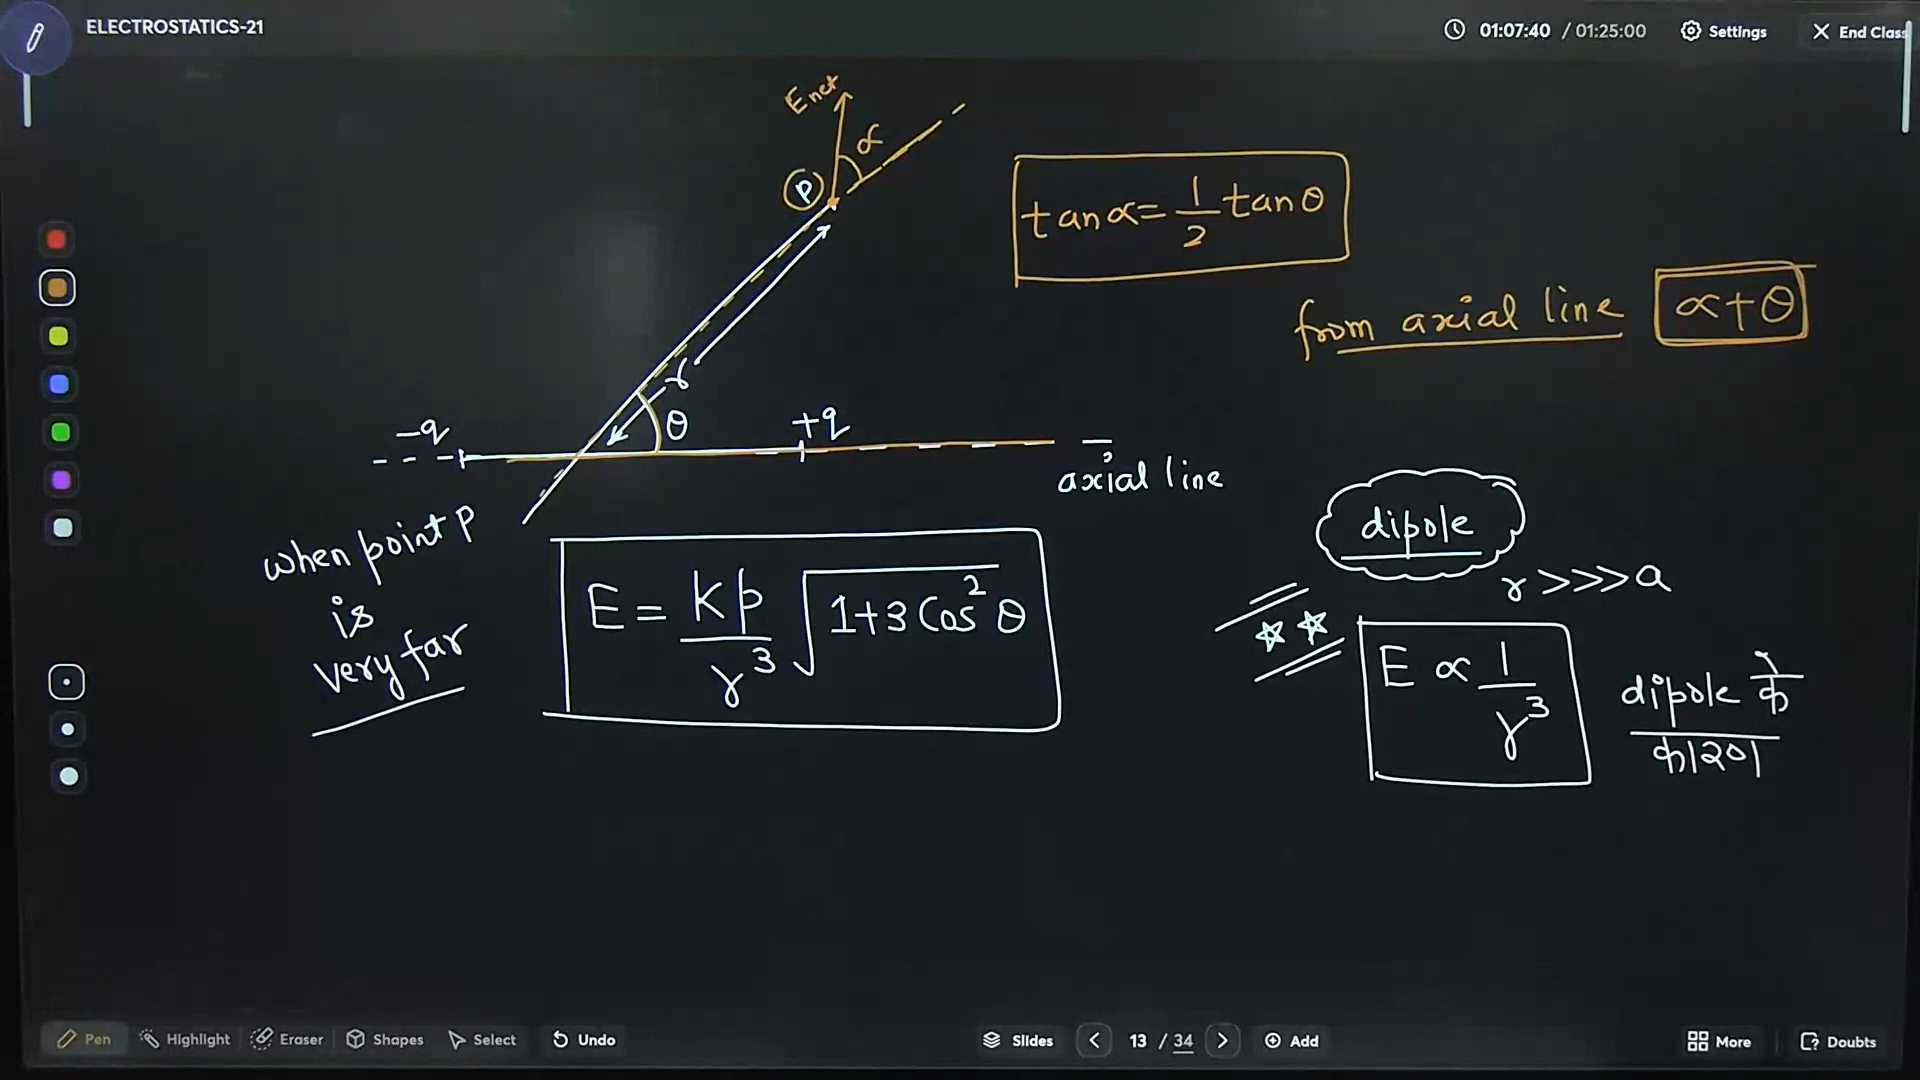 ELECTROSTATICS-21
01:07:40 / 01:25:00
Settings
End Class
Enet
α
P
tanα = 1/2 tanθ
from axial line α+θ
r
θ
-q
+q
axial line
when point P
is
very far
E = Kp/r³ √1+3Cos²θ
dipole
r >>> a
E ∝ 1/r³
dipole
Pen
Highlight
Eraser
Shapes
Select
Undo
Slides
13 / 34
Add
More
Doubts